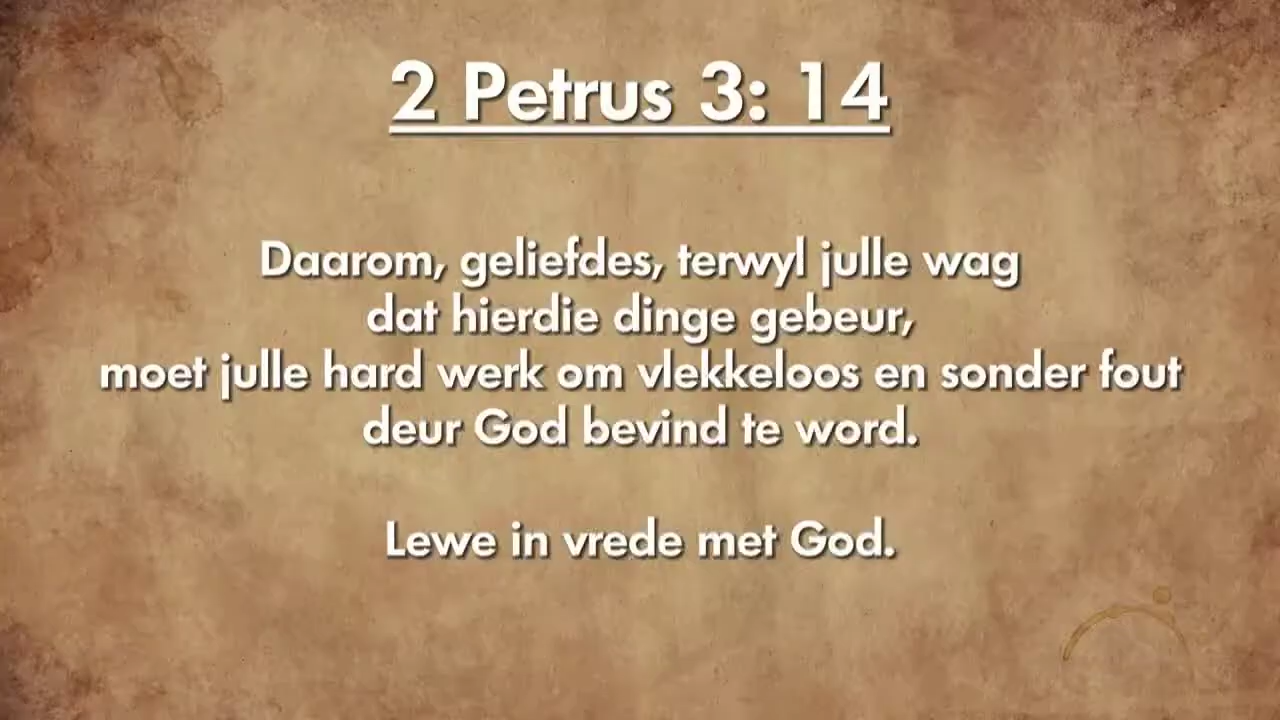 2 Petrus 3: 14
Daarom, geliefdes, terwyl julle wag
dat hierdie dinge gebeur,
moet julle hard werk om vlekkeloos en sonder fout
deur God bevind te word.
Lewe in vrede met God.